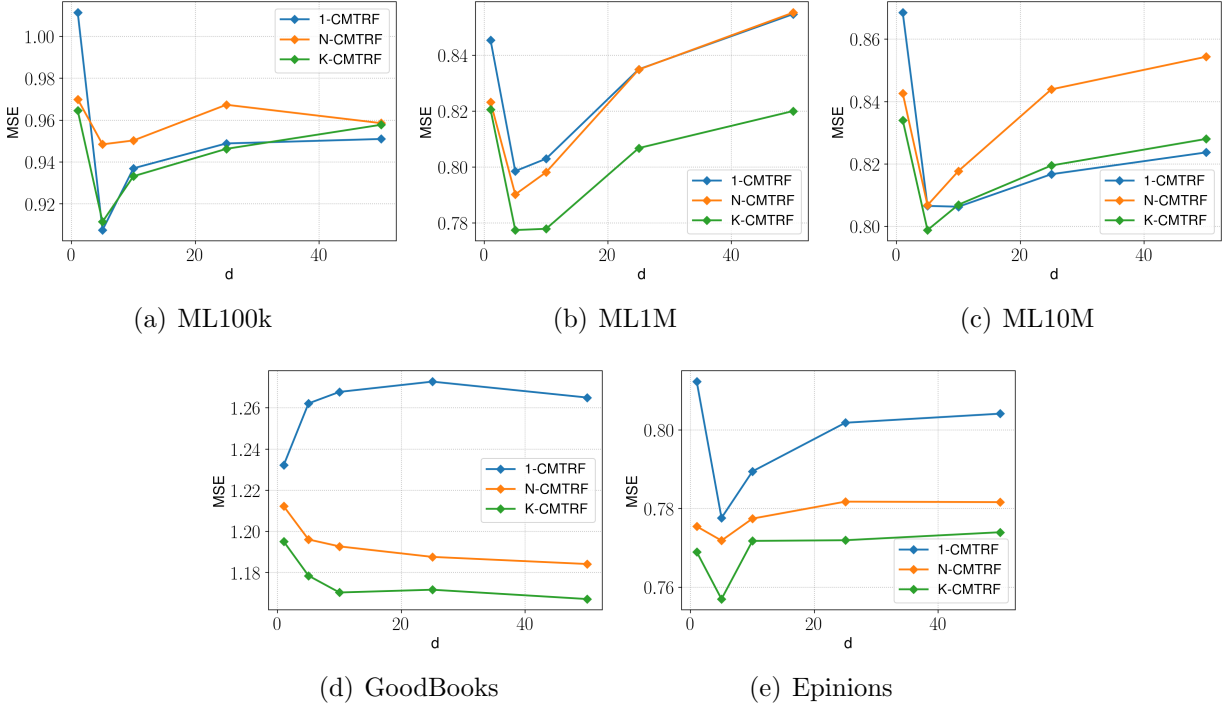 1.00
0.98
0.96
0.94
0.92
MSE
0
20
40
d
1-CMTRF
N-CMTRF
K-CMTRF
(a) ML100k
0.84
0.82
0.80
0.78
MSE
0
20
40
d
1-CMTRF
N-CMTRF
K-CMTRF
(b) ML1M
0.86
0.84
0.82
0.80
MSE
0
20
40
d
1-CMTRF
N-CMTRF
K-CMTRF
(c) ML10M
1.26
1.24
1.22
1.20
1.18
MSE
0
20
40
d
1-CMTRF
N-CMTRF
K-CMTRF
(d) GoodBooks
0.80
0.78
0.76
MSE
0
20
40
d
1-CMTRF
N-CMTRF
K-CMTRF
(e) Epinions